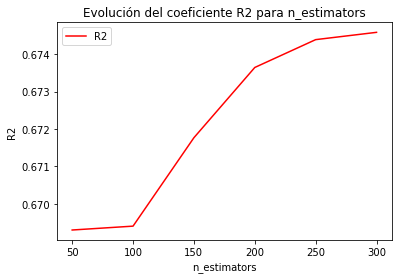 Evolución del coeficiente R2 para n_estimators
R2
0.674
0.673
0.672
0.671
0.670
R2
50 100 150 200 250 300
n_estimators